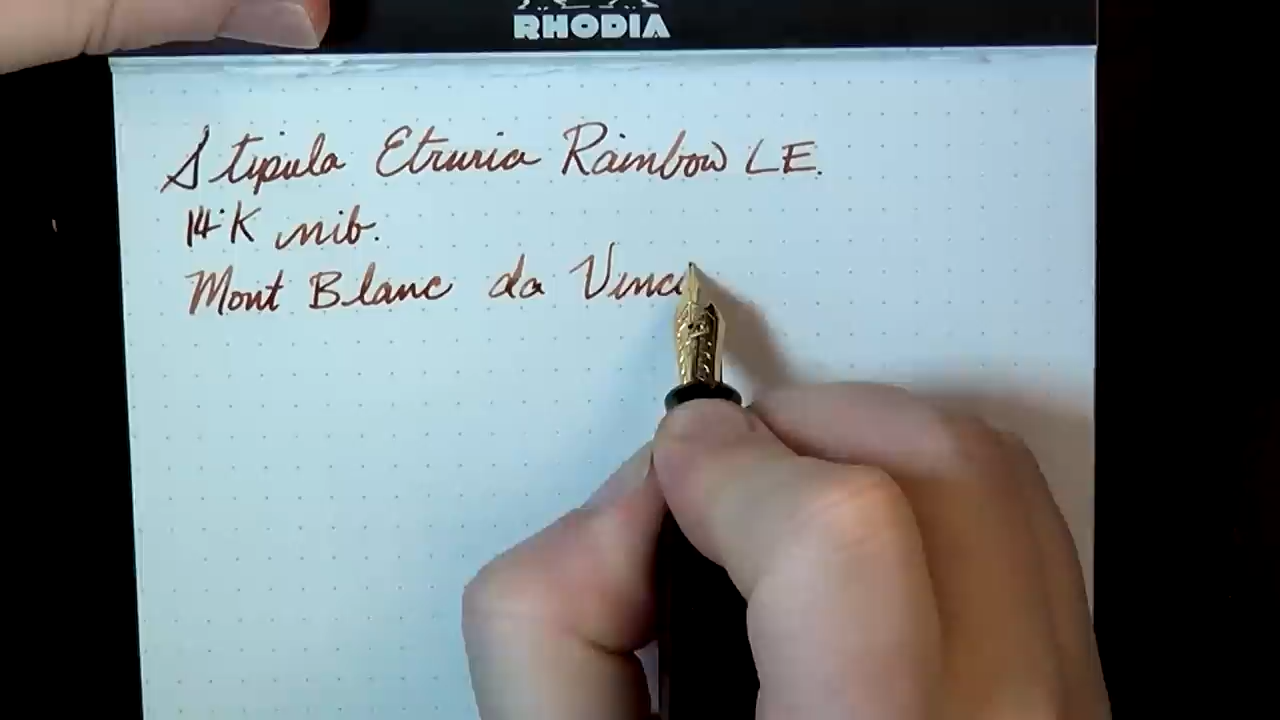 RHODIA
Stipula Etruria Rainbow LE.
14K nib.
Mont Blanc da Vinci